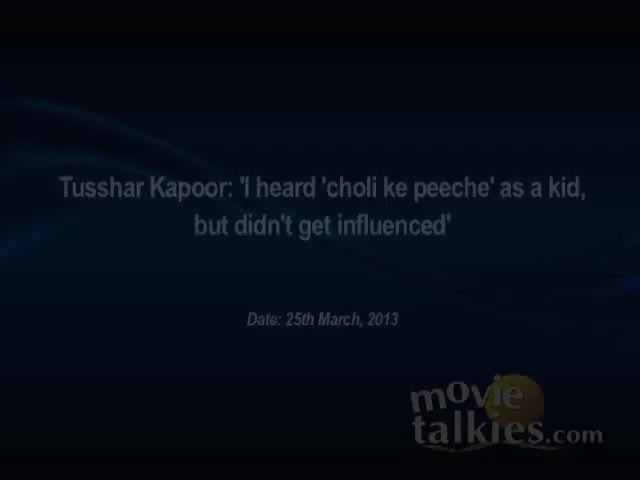 Tusshar Kapoor: 'I heard 'choli ke peeche' as a kid,
but didn't get influenced'
Date: 25th March, 2013
movie
talkies.com